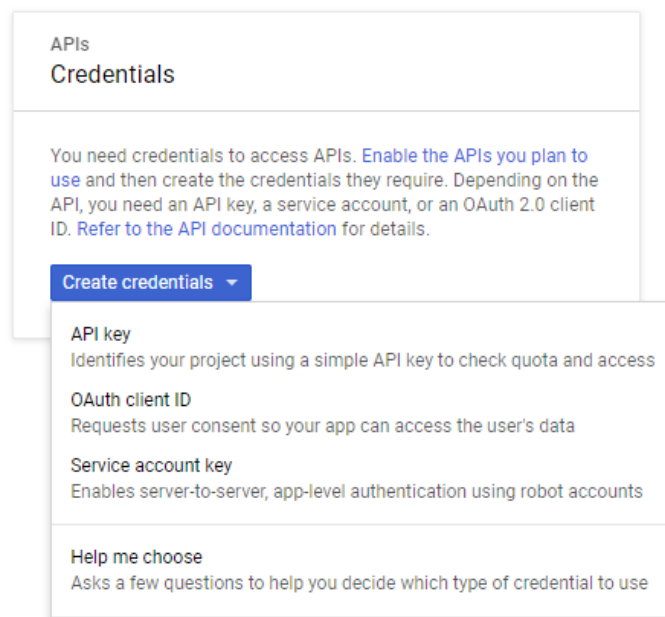 APIs
Credentials
You need credentials to access APIs. Enable the APIs you plan to
use and then create the credentials they require. Depending on the
API, you need an API key, a service account, or an OAuth 2.0 client
ID. Refer to the API documentation for details.
Create credentials
API key
Identifies your project using a simple API key to check quota and access
OAuth client ID
Requests user consent so your app can access the user's data
Service account key
Enables server-to-server, app-level authentication using robot accounts
Help me choose
Asks a few questions to help you decide which type of credential to use